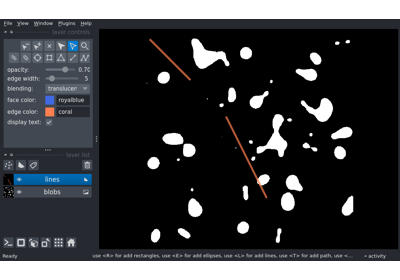 File View Window Plugins Help
layer controls
opacity: 0.70
edge width: 5
blending: translucer
face color: royalblue
edge color: coral
display text:
layer list
lines
blobs
Ready use <R> for add rectangles, use <E> for add ellipses, use <L> for add lines, use <T> for add path, use <... activity